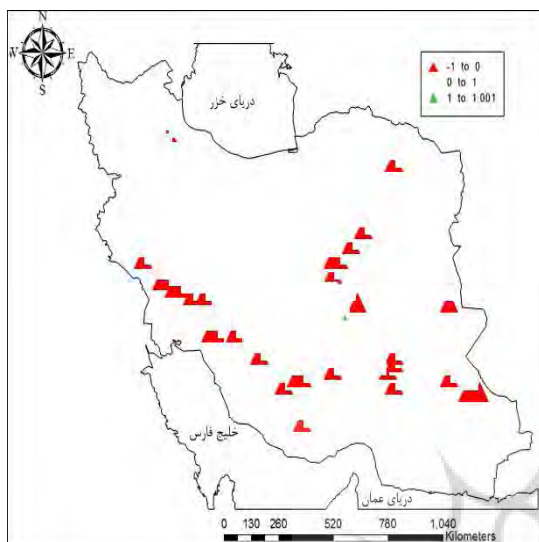 N
W E
S
دریای خزر
-1 to 0
0 to 1
1 to 1.001
خلیج فارس
دریای عمان
0 130 260 520 780 1,040
Kilometers